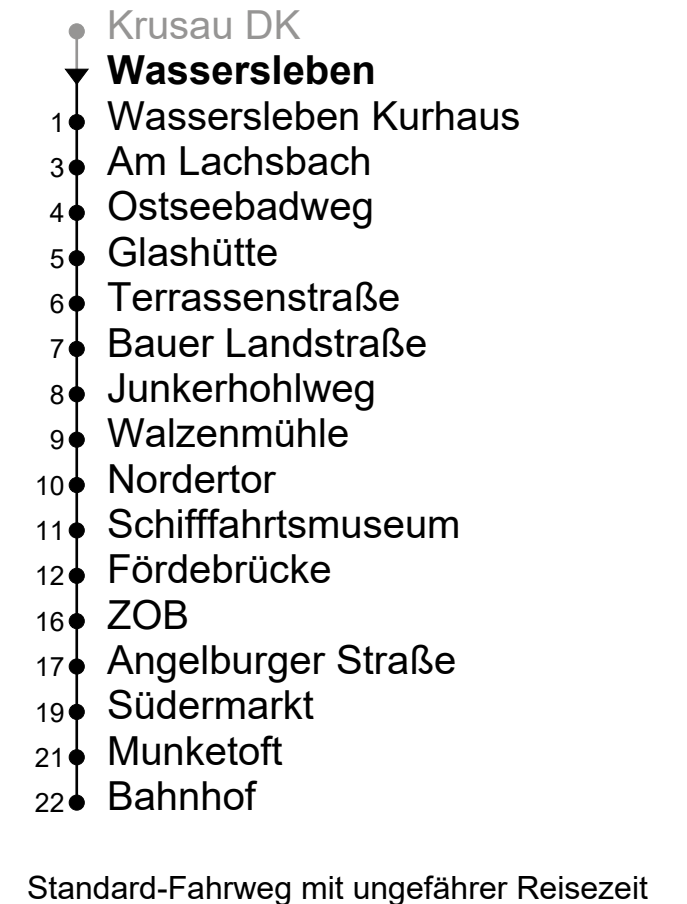 Krusau DK
Wassersleben
1 Wassersleben Kurhaus
3 Am Lachsbach
4 Ostseebadweg
5 Glashütte
6 Terrassenstraße
7 Bauer Landstraße
8 Junkerhohlweg
9 Walzenmühle
10 Nordertor
11 Schifffahrtsmuseum
12 Fördebrücke
16 ZOB
17 Angelburger Straße
19 Südermarkt
21 Munketoft
22 Bahnhof
Standard-Fahrweg mit ungefährer Reisezeit